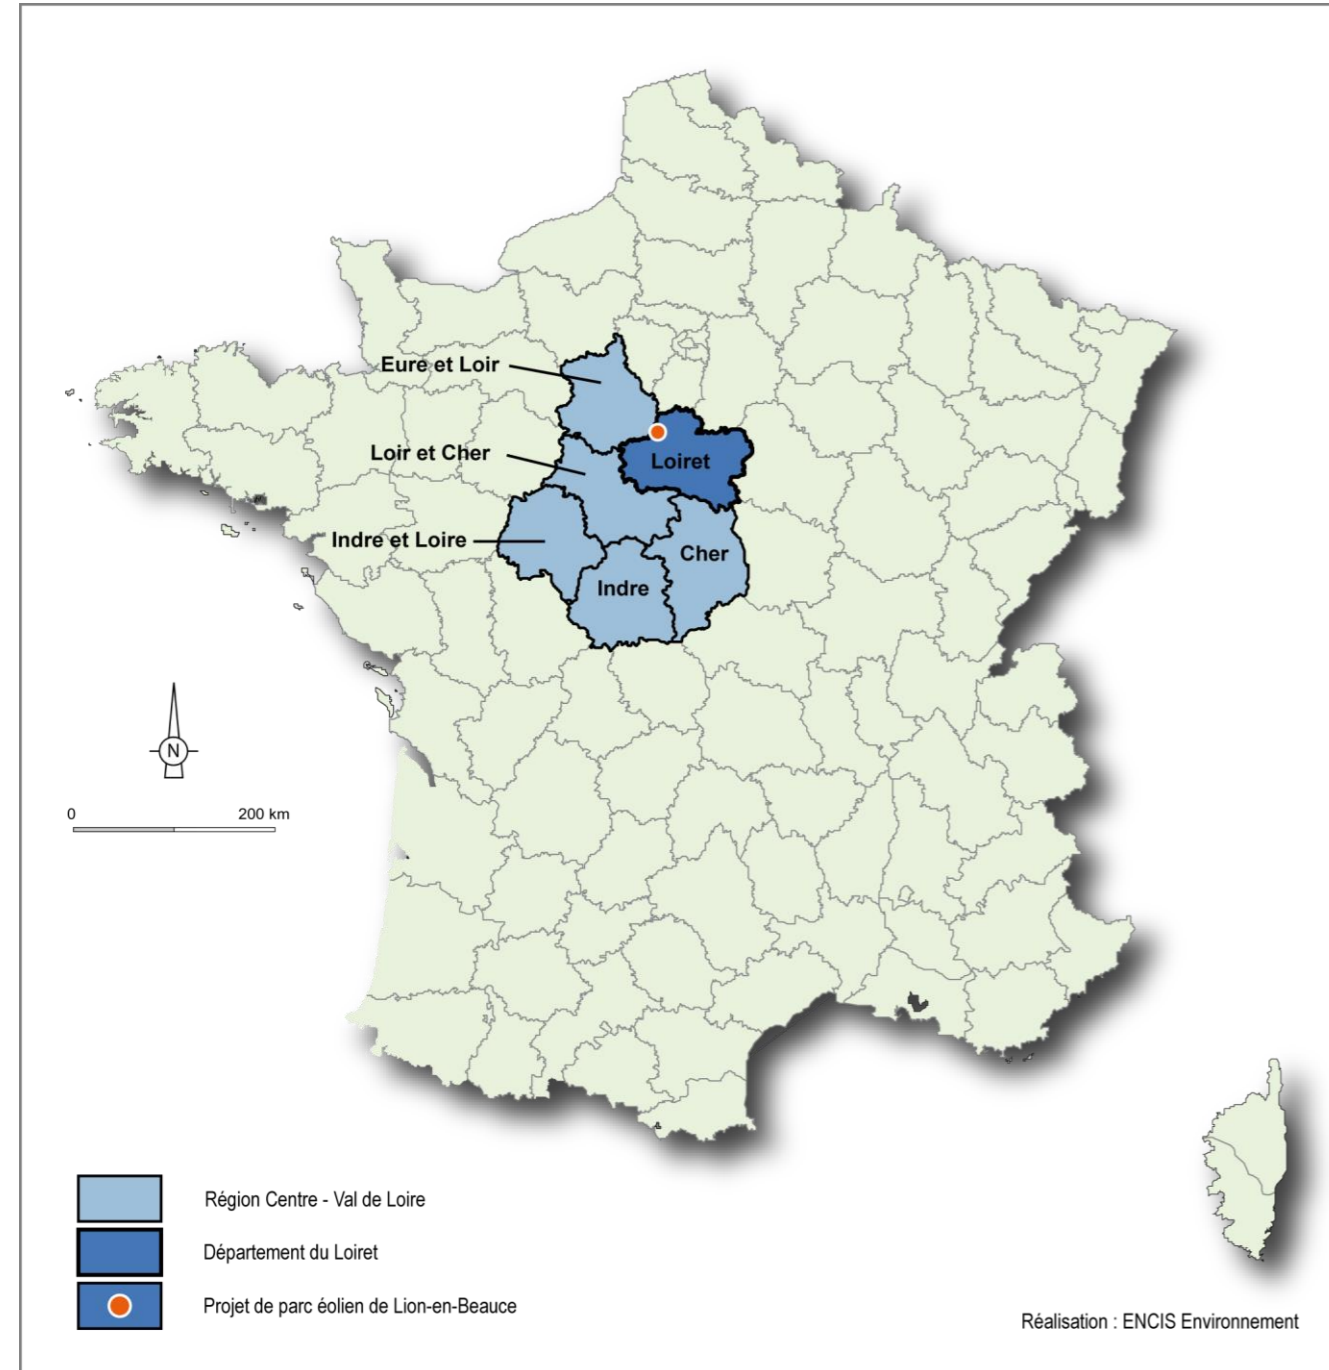 Eure et Loir
Loir et Cher
Loiret
Indre et Loire
Cher
Indre
N
0 200 km
Région Centre - Val de Loire
Département du Loiret
Projet de parc éolien de Lion-en-Beauce
Réalisation : ENCIS Environnement